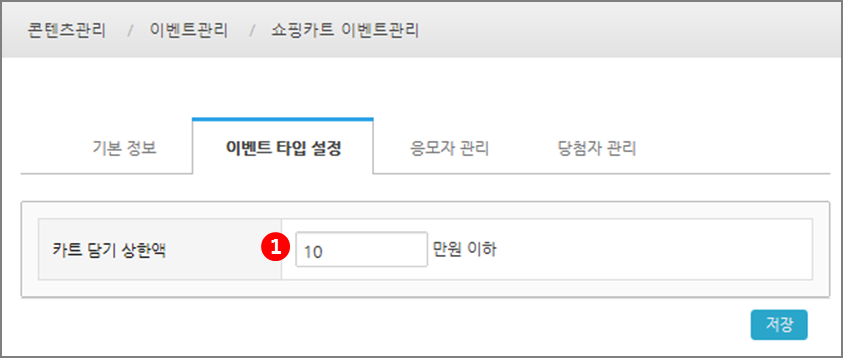 콘텐츠관리 / 이벤트관리 / 쇼핑카트 이벤트관리
기본 정보 이벤트 타입 설정 응모자 관리 당첨자 관리
카트 담기 상한액 1 10 만원 이하
저장